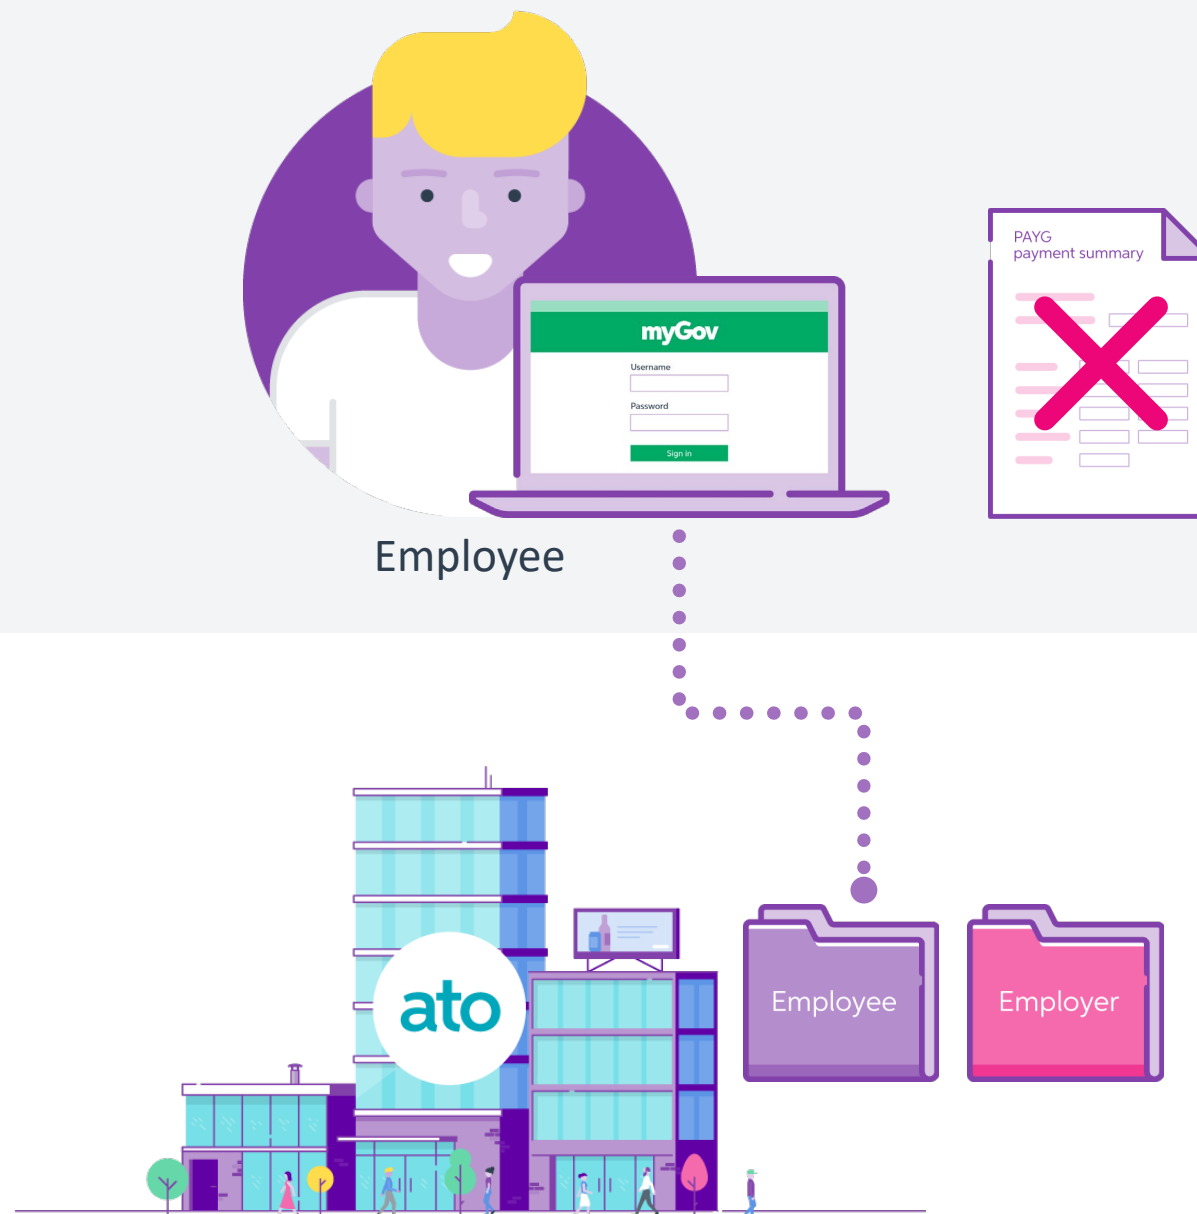 PAYG
payment summary
myGov
Username
Password
Sign in
Employee
ato
Employee
Employer